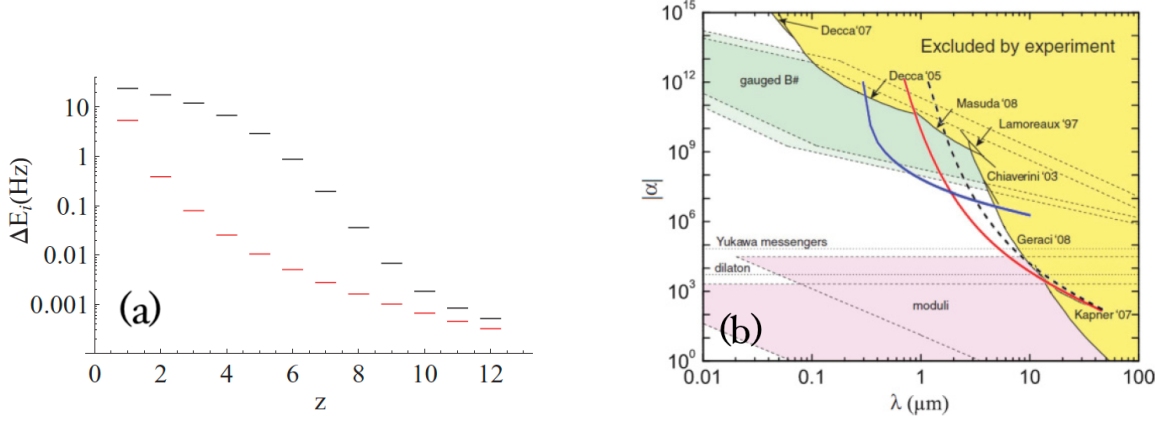 ΔE_i(Hz)
10
1
0.1
0.01
0.001
(a)
0 2 4 6 8 10 12
z
|α|
10^15
10^12
10^9
10^6
10^3
10^0
Decca'07
Excluded by experiment
gauged B#
Decca '05
Masuda '08
Lamoreaux '97
Chiaverini '03
Geraci '08
Yukawa messengers
dilaton
moduli
Kapner '07
(b)
0.01 0.1 1 10 100
λ (μm)